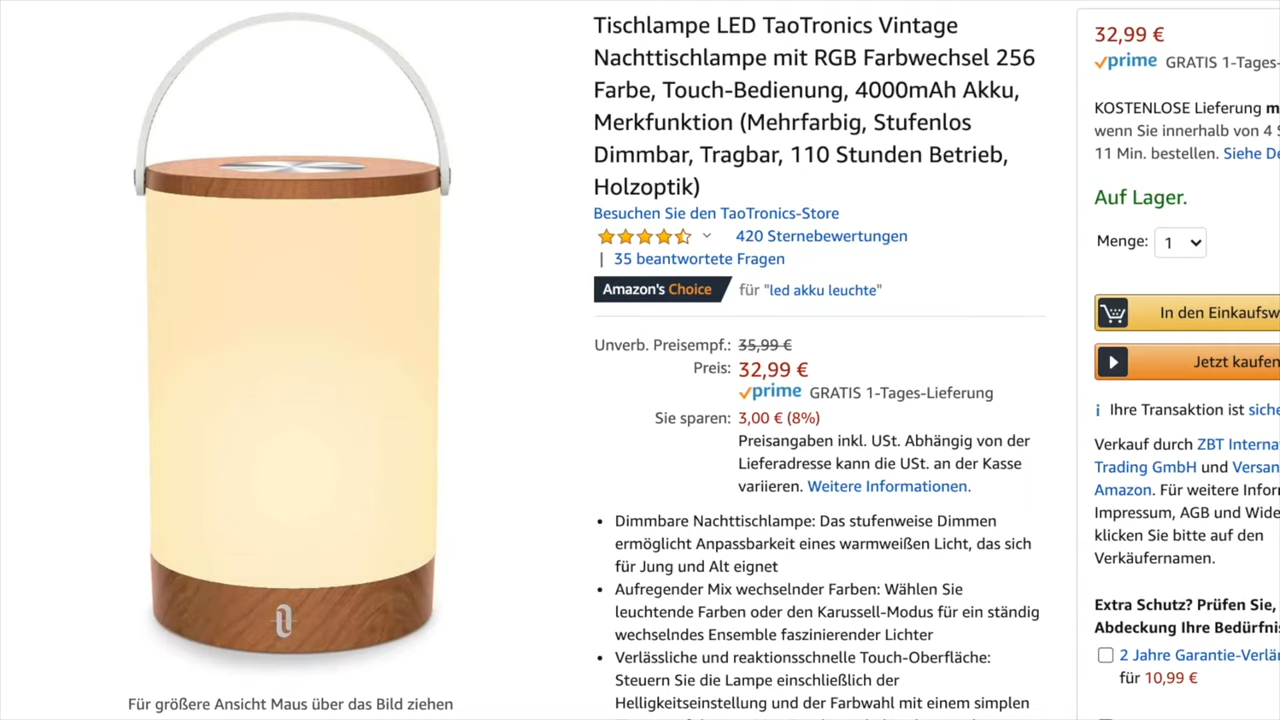 Tischlampe LED TaoTronics Vintage
Nachttischlampe mit RGB Farbwechsel 256
Farbe, Touch-Bedienung, 4000mAh Akku,
Merkfunktion (Mehrfarbig, Stufenlos
Dimmbar, Tragbar, 110 Stunden Betrieb,
Holzoptik)
Besuchen Sie den TaoTronics-Store
420 Sternebewertungen
| 35 beantwortete Fragen
Amazon's Choice für "led akku leuchte"
Unverb. Preisempf.: 35,99 €
Preis: 32,99 €
prime GRATIS 1-Tages-Lieferung
Sie sparen: 3,00 € (8%)
Preisangaben inkl. USt. Abhängig von der
Lieferadresse kann die USt. an der Kasse
variieren. Weitere Informationen.
• Dimmbare Nachttischlampe: Das stufenweise Dimmen
ermöglicht Anpassbarkeit eines warmweißen Licht, das sich
für Jung und Alt eignet
• Aufregender Mix wechselnder Farben: Wählen Sie
leuchtende Farben oder den Karussell-Modus für ein ständig
wechselndes Ensemble faszinierender Lichter
• Verlässliche und reaktionsschnelle Touch-Oberfläche:
Steuern Sie die Lampe einschließlich der
Helligkeitseinstellung und der Farbwahl mit einem simplen
Für größere Ansicht Maus über das Bild ziehen
32,99 €
prime GRATIS 1-Tages-
KOSTENLOSE Lieferung m
wenn Sie innerhalb von 4 S
11 Min. bestellen. Siehe De
Auf Lager.
Menge: 1
In den Einkaufsw
Jetzt kaufen
i Ihre Transaktion ist siche
Verkauf durch ZBT Interna
Trading GmbH und Versan
Amazon. Für weitere Infor
Impressum, AGB und Wide
klicken Sie bitte auf den
Verkäufernamen.
Extra Schutz? Prüfen Sie,
Abdeckung Ihre Bedürfni
2 Jahre Garantie-Verlä
für 10,99 €